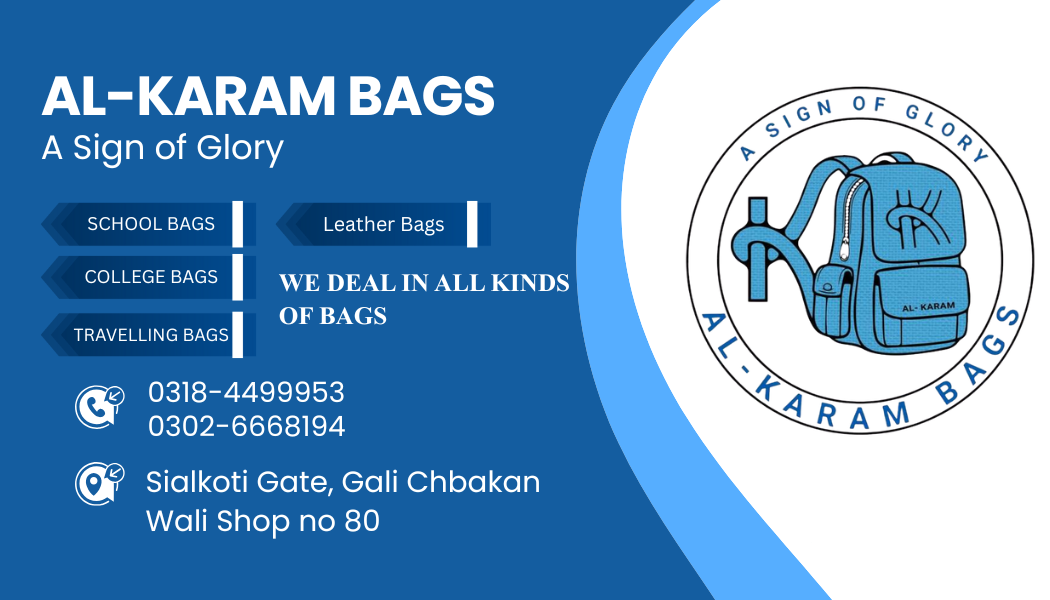 AL-KARAM BAGS
A Sign of Glory
SCHOOL BAGS
Leather Bags
COLLEGE BAGS
WE DEAL IN ALL KINDS
OF BAGS
TRAVELLING BAGS
0318-4499953
0302-6668194
Sialkoti Gate, Gali Chbakan
Wali Shop no 80
A SIGN OF GLORY
AL- KARAM
AL-KARAM BAGS